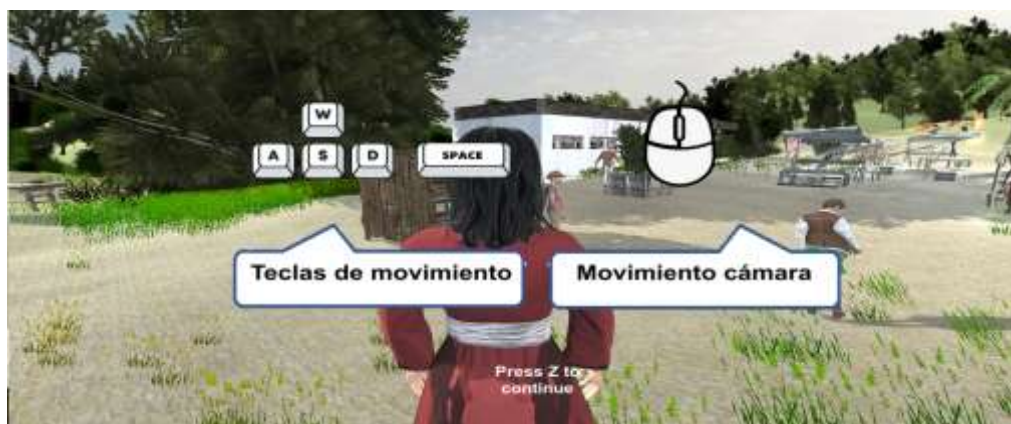 W
A S D SPACE
Teclas de movimiento
Movimiento cámara
Press Z to
continue